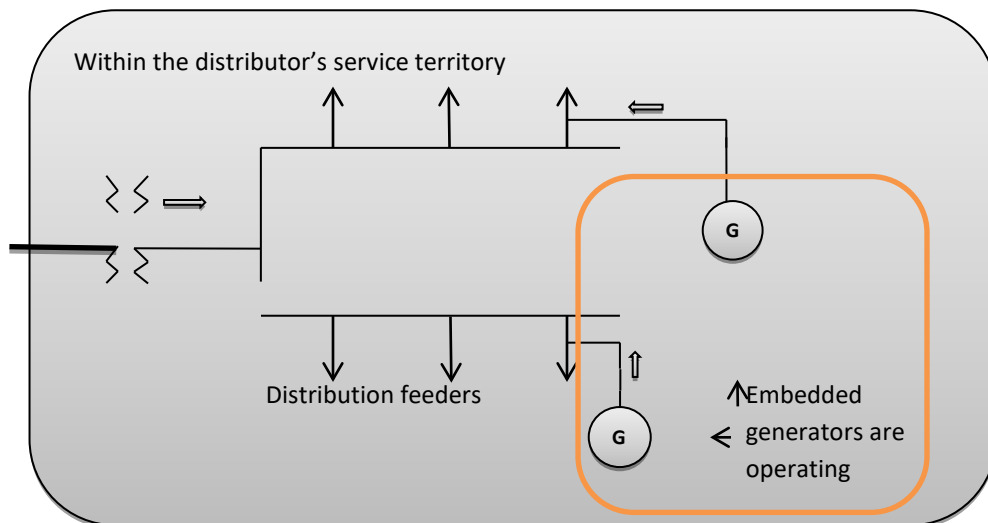 Within the distributor’s service territory
G
Distribution feeders
Embedded
generators are
operating
G